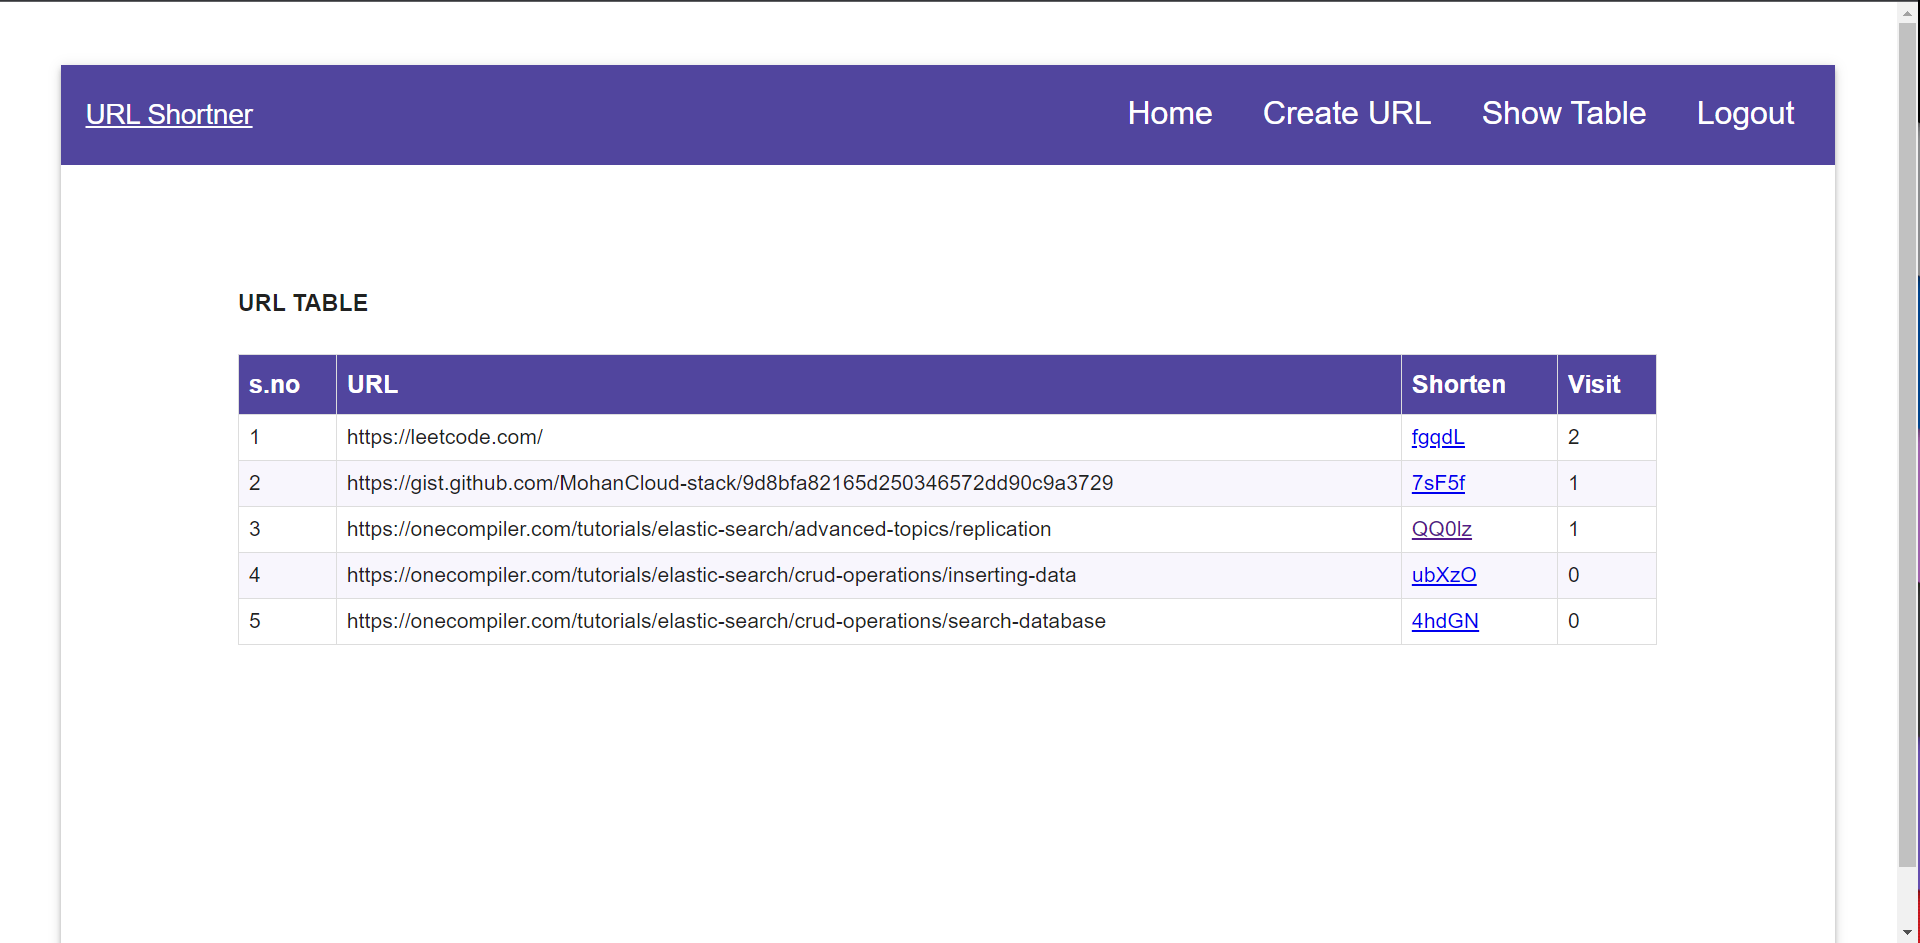 URL Shortner Home Create URL Show Table Logout
URL TABLE
s.no URL Shorten Visit
1 https://leetcode.com/ fgqdL 2
2 https://gist.github.com/MohanCloud-stack/9d8bfa82165d250346572dd90c9a3729 7sF5f 1
3 https://onecompiler.com/tutorials/elastic-search/advanced-topics/replication QQ0lz 1
4 https://onecompiler.com/tutorials/elastic-search/crud-operations/inserting-data ubXzO 0
5 https://onecompiler.com/tutorials/elastic-search/crud-operations/search-database 4hdGN 0